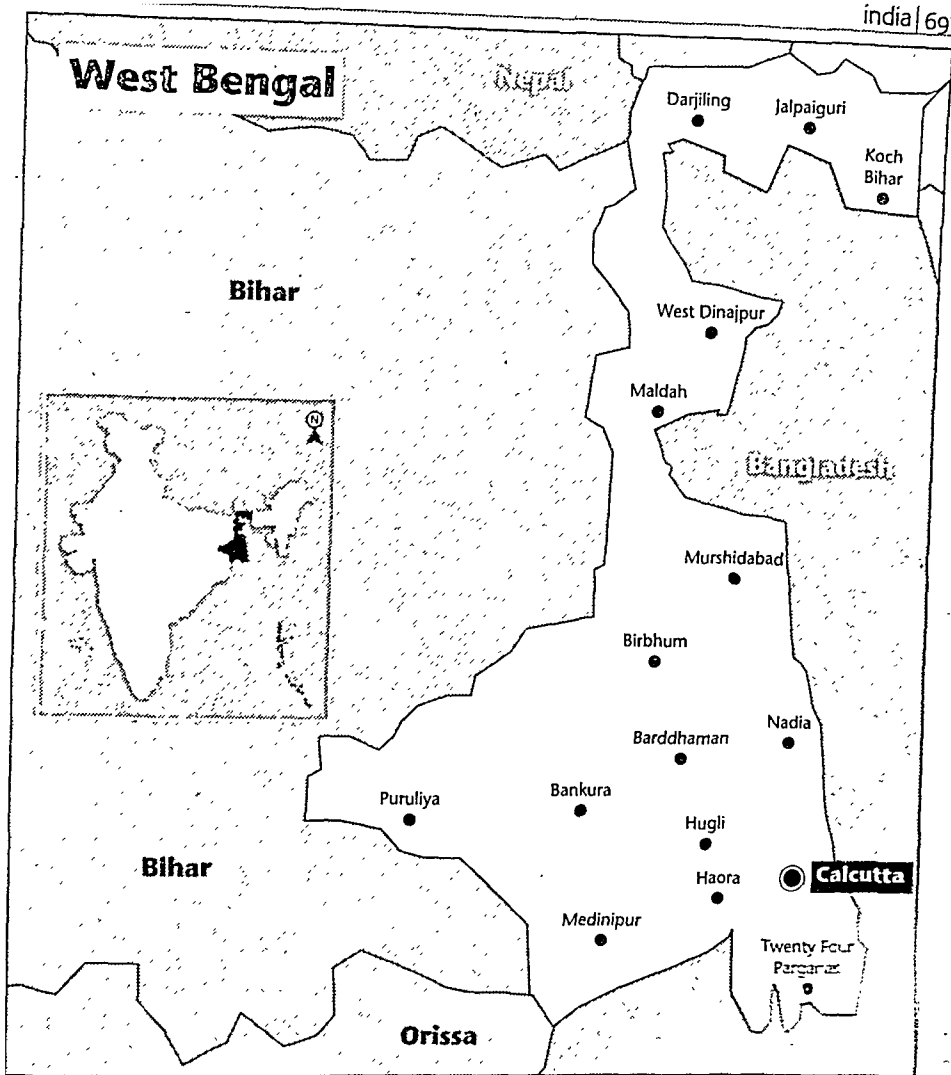 india|69
West Bengal
Nepal
Darjiling
Jalpaiguri
Koch
Bihar
Bihar
West Dinajpur
Maldah
N
Bangladesh
Murshidabad
Birbhum
Nadia
Barddhaman
Bankura
Puruliya
Hugli
Bihar
Calcutta
Haora
Medinipur
Twenty Four
Parganas
Orissa